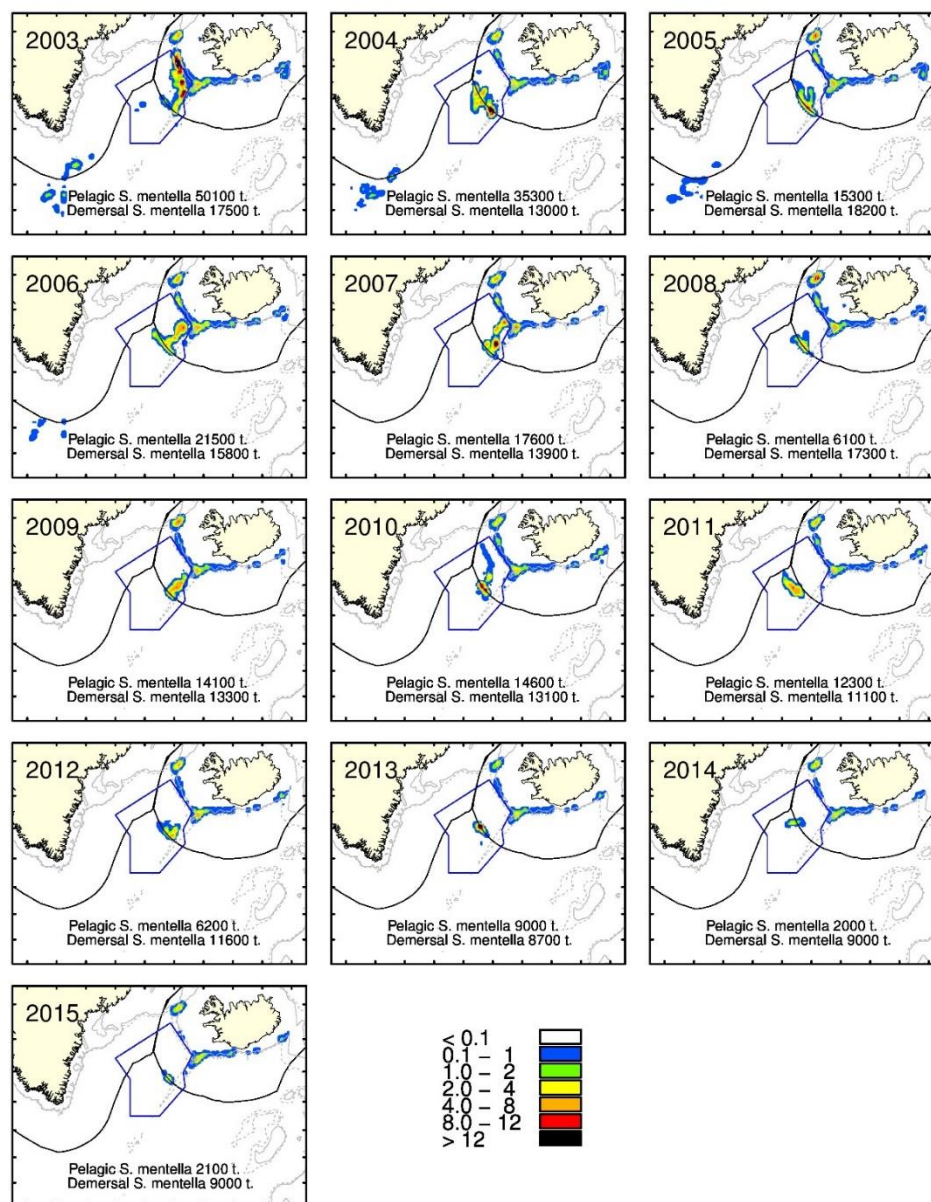 2003
Pelagic S. mentella 50100 t.
Demersal S. mentella 17500 t.
2004
Pelagic S. mentella 35300 t.
Demersal S. mentella 13000 t.
2005
Pelagic S. mentella 15300 t.
Demersal S. mentella 18200 t.
2006
Pelagic S. mentella 21500 t.
Demersal S. mentella 15800 t.
2007
Pelagic S. mentella 17600 t.
Demersal S. mentella 13900 t.
2008
Pelagic S. mentella 6100 t.
Demersal S. mentella 17300 t.
2009
Pelagic S. mentella 14100 t.
Demersal S. mentella 13300 t.
2010
Pelagic S. mentella 14600 t.
Demersal S. mentella 13100 t.
2011
Pelagic S. mentella 12300 t.
Demersal S. mentella 11100 t.
2012
Pelagic S. mentella 6200 t.
Demersal S. mentella 11600 t.
2013
Pelagic S. mentella 9000 t.
Demersal S. mentella 8700 t.
2014
Pelagic S. mentella 2000 t.
Demersal S. mentella 9000 t.
2015
Pelagic S. mentella 2100 t.
Demersal S. mentella 9000 t.
< 0.1
0.1 – 1
1.0 – 2
2.0 – 4
4.0 – 8
8.0 – 12
> 12